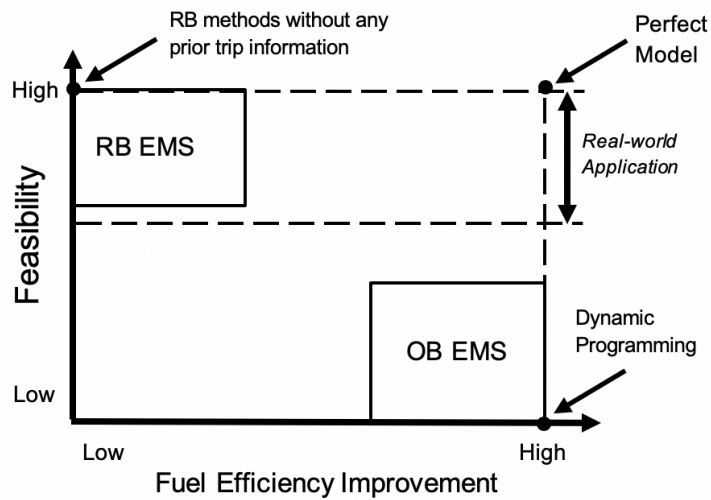 RB methods without any
prior trip information
Perfect
Model
High
RB EMS
Real-world
Application
Feasibility
OB EMS
Dynamic
Programming
Low
Low
High
Fuel Efficiency Improvement